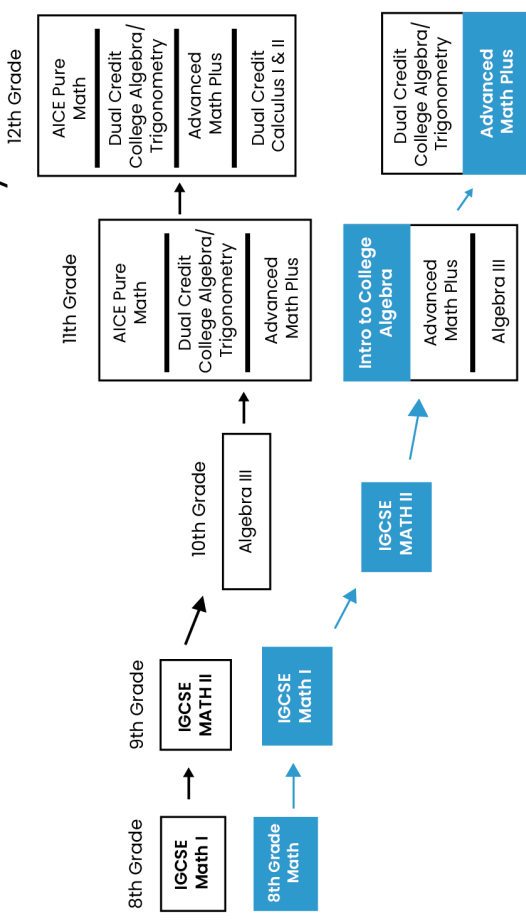 8th Grade
9th Grade
10th Grade
11th Grade
12th Grade
IGCSE
Math I
IGCSE
MATH II
Algebra III
AICE Pure
Math
Dual Credit
College Algebra/
Trigonometry
Advanced
Math Plus
AICE Pure
Math
Dual Credit
College Algebra/
Trigonometry
Advanced
Math Plus
Dual Credit
Calculus I & II
8th Grade
Math
IGCSE
Math I
IGCSE
MATH II
Intro to College
Algebra
Advanced
Math Plus
Algebra III
Dual Credit
College Algebra/
Trigonometry
Advanced
Math Plus